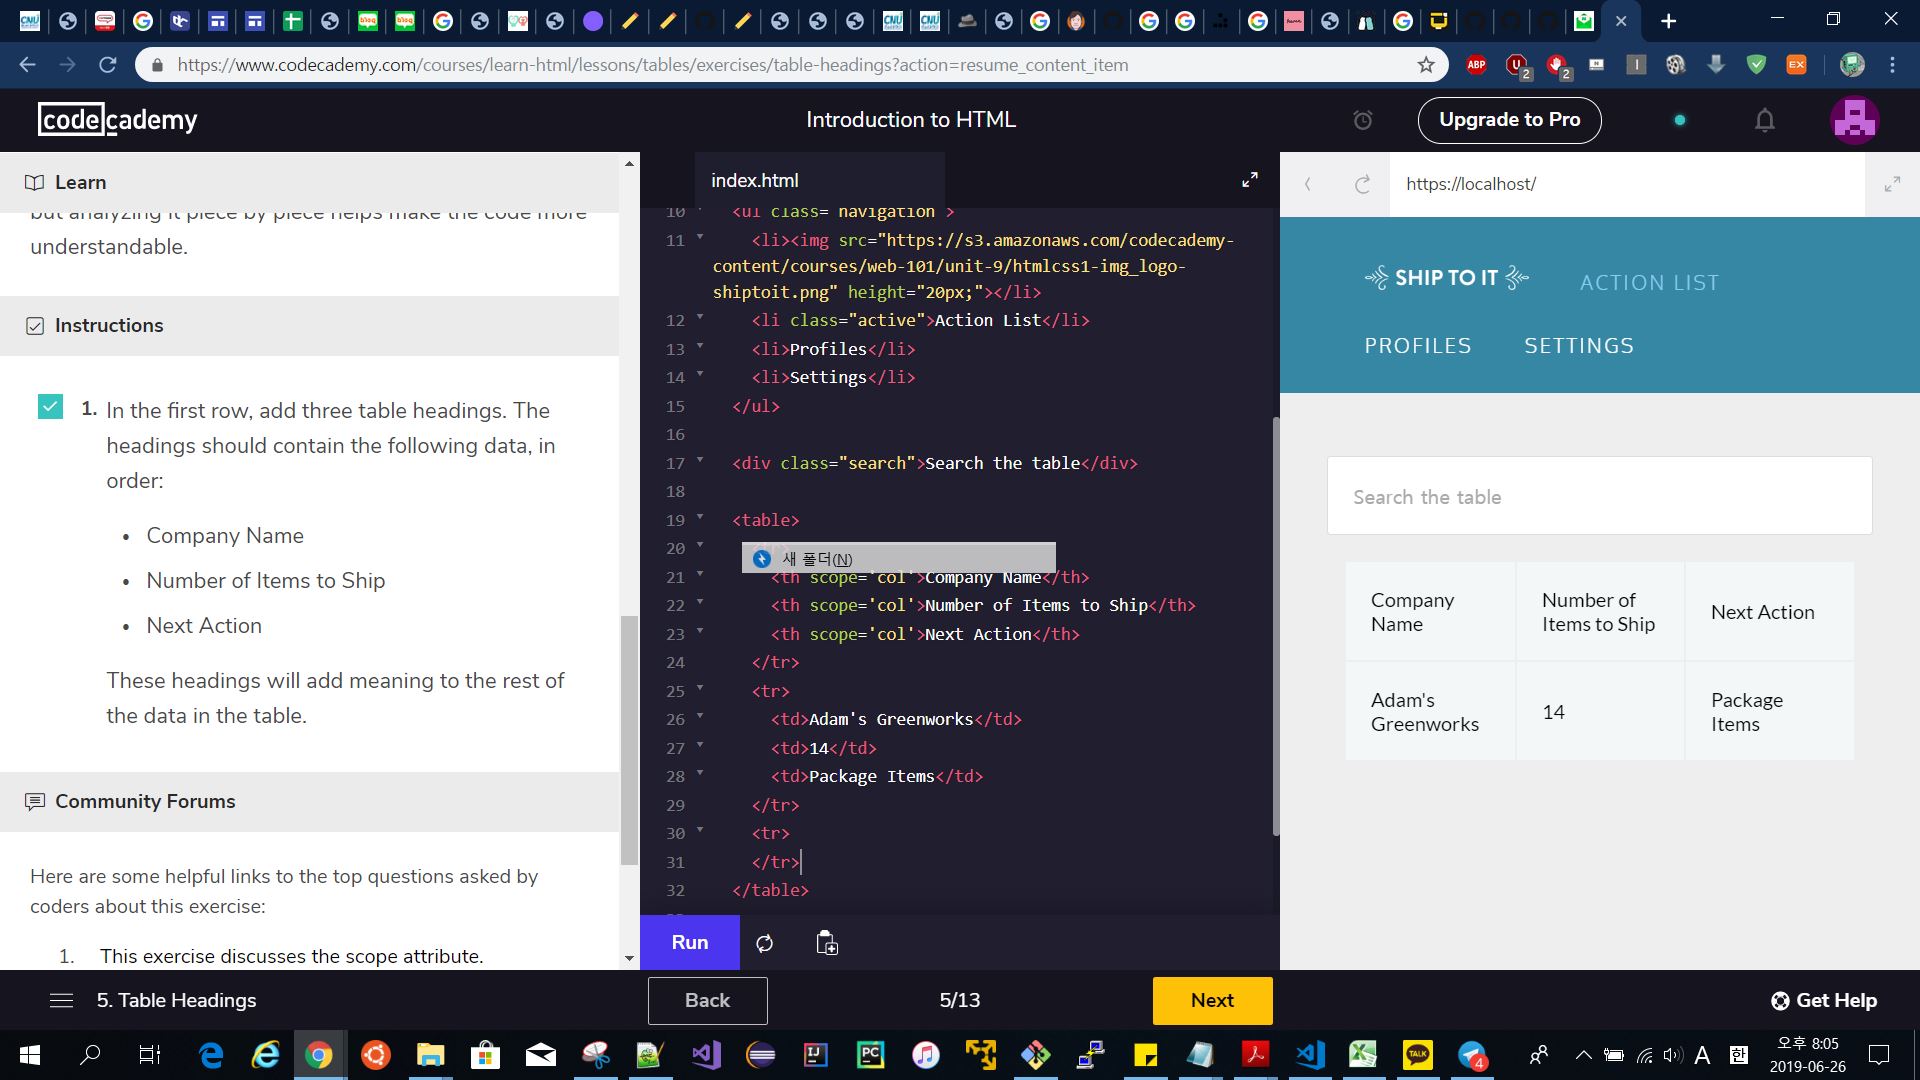 https://www.codecademy.com/courses/learn-html/lessons/tables/exercises/table-headings?action=resume_content_item
codecademy
Introduction to HTML
Upgrade to Pro
Learn
but analyzing it piece by piece helps make the code more
understandable.
Instructions
1. In the first row, add three table headings. The
headings should contain the following data, in
order:
• Company Name
• Number of Items to Ship
• Next Action
These headings will add meaning to the rest of
the data in the table.
Community Forums
Here are some helpful links to the top questions asked by
coders about this exercise:
1. This exercise discusses the scope attribute.
index.html
10 <ul class="navigation">
11 <li><img src="https://s3.amazonaws.com/codecademy-
content/courses/web-101/unit-9/htmlcss1-img_logo-
shiptoit.png" height="20px;"></li>
12 <li class="active">Action List</li>
13 <li>Profiles</li>
14 <li>Settings</li>
15 </ul>
16
17 <div class="search">Search the table</div>
18
19 <table>
20
새 폴더(N)
21 <th scope='col'>Company Name</th>
22 <th scope='col'>Number of Items to Ship</th>
23 <th scope='col'>Next Action</th>
24 </tr>
25 <tr>
26 <td>Adam's Greenworks</td>
27 <td>14</td>
28 <td>Package Items</td>
29 </tr>
30 <tr>
31 </tr>
32 </table>
Run
https://localhost/
SHIP TO IT
ACTION LIST
PROFILES SETTINGS
Search the table
Company
Name
Number of
Items to Ship
Next Action
Adam's
Greenworks
14
Package
Items
5. Table Headings
Back
5/13
Next
Get Help
A
한
오후 8:05
2019-06-26